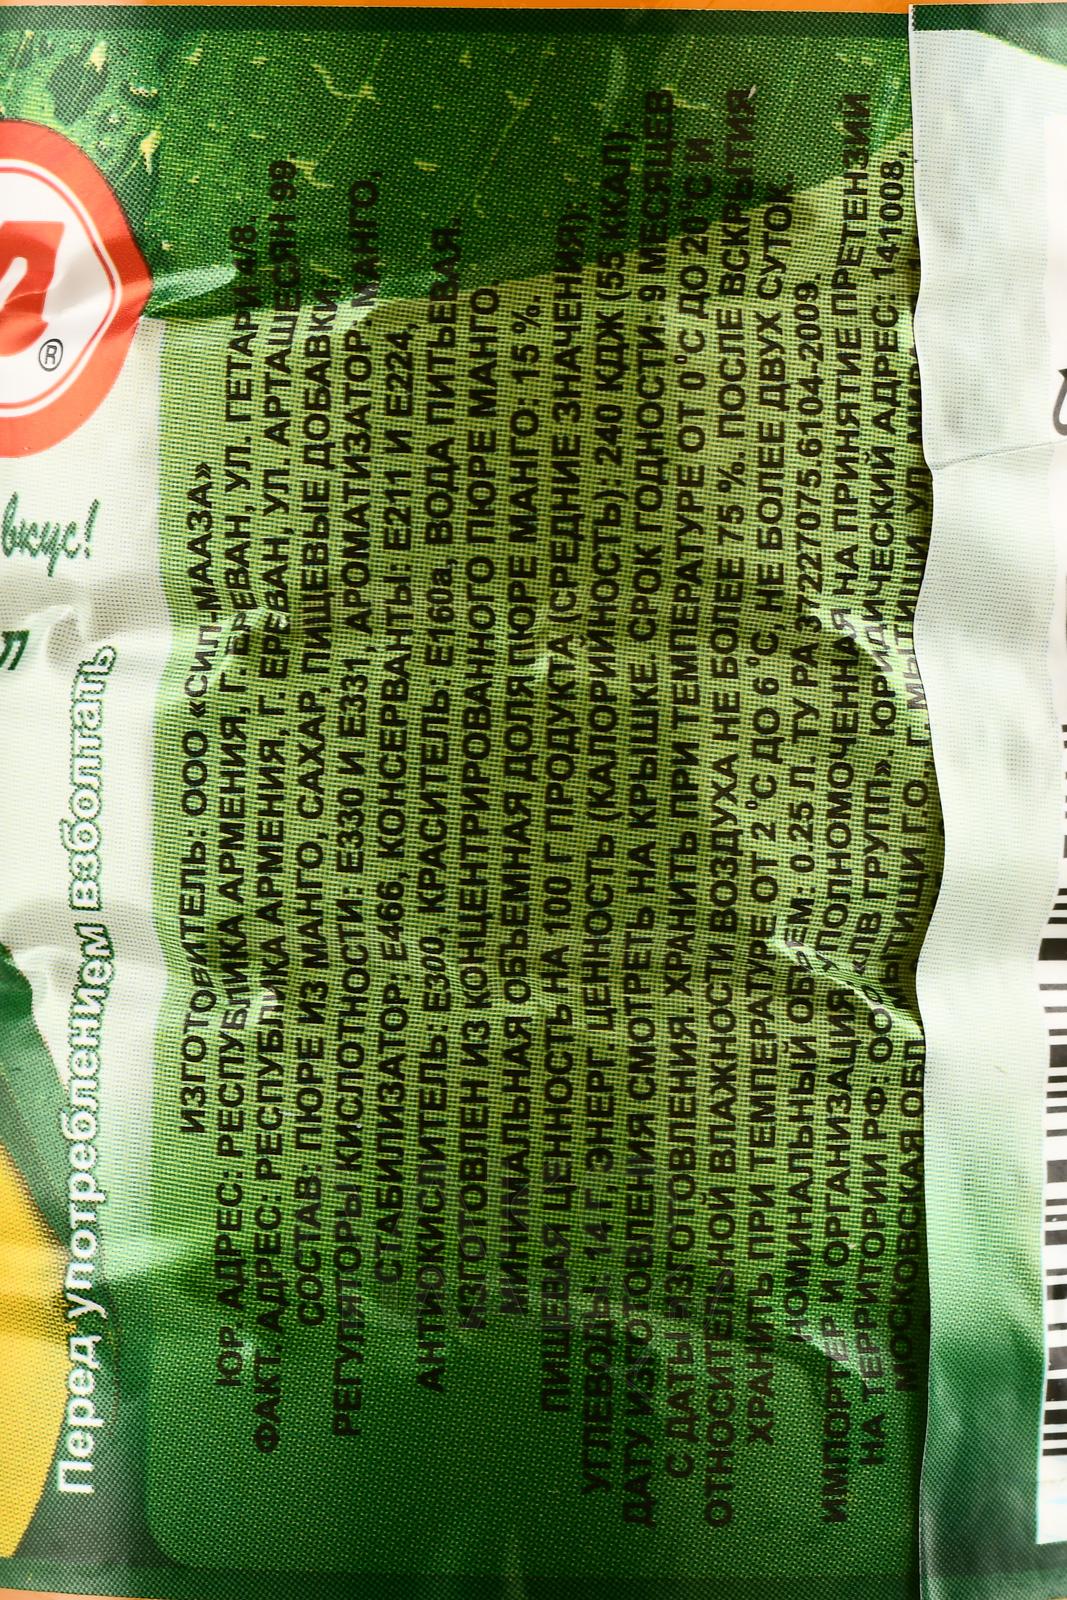 вкус!
Перед употреблением взболтать
ИЗГОТОВИТЕЛЬ: ООО «СИЛ-МААЗА»
ЮР. АДРЕС: РЕСПУБЛИКА АРМЕНИЯ, Г. ЕРЕВАН, УЛ. ГЕТАРИ 4/8.
ФАКТ. АДРЕС: РЕСПУБЛИКА АРМЕНИЯ, Г. ЕРЕВАН, УЛ. АРТАШЕСЯН 99.
СОСТАВ: ПЮРЕ ИЗ МАНГО, САХАР, ПИЩЕВЫЕ ДОБАВКИ:
РЕГУЛЯТОРЫ КИСЛОТНОСТИ: Е330 И Е331, АРОМАТИЗАТОР: МАНГО,
СТАБИЛИЗАТОР: Е466, КОНСЕРВАНТЫ: Е211 И Е224,
АНТИОКИСЛИТЕЛЬ: Е300, КРАСИТЕЛЬ: Е160а, ВОДА ПИТЬЕВАЯ.
ИЗГОТОВЛЕН ИЗ КОНЦЕНТРИРОВАННОГО ПЮРЕ МАНГО.
МИНИМАЛЬНАЯ ОБЪЕМНАЯ ДОЛЯ ПЮРЕ МАНГО: 15 %.
ПИЩЕВАЯ ЦЕННОСТЬ НА 100 Г ПРОДУКТА (СРЕДНИЕ ЗНАЧЕНИЯ):
УГЛЕВОДЫ: 14 Г, ЭНЕРГ. ЦЕННОСТЬ (КАЛОРИЙНОСТЬ): 240 КДЖ (55 ККАЛ).
ДАТУ ИЗГОТОВЛЕНИЯ СМОТРЕТЬ НА КРЫШКЕ. СРОК ГОДНОСТИ: 9 МЕСЯЦЕВ
С ДАТЫ ИЗГОТОВЛЕНИЯ. ХРАНИТЬ ПРИ ТЕМПЕРАТУРЕ ОТ 0°С ДО 20°С И
ОТНОСИТЕЛЬНОЙ ВЛАЖНОСТИ ВОЗДУХА НЕ БОЛЕЕ 75 %. ПОСЛЕ ВСКРЫТИЯ
ХРАНИТЬ ПРИ ТЕМПЕРАТУРЕ ОТ 2°С ДО 6°С, НЕ БОЛЕЕ ДВУХ СУТОК.
НОМИНАЛЬНЫЙ ОБЪЕМ: 0.25 Л. ТУ РА 37227075.6104-2009.
ИМПОРТЕР И ОРГАНИЗАЦИЯ УПОЛНОМОЧЕННАЯ НА ПРИНЯТИЕ ПРЕТЕНЗИЙ
НА ТЕРРИТОРИИ РФ: ООО «ЛВ ГРУПП». ЮРИДИЧЕСКИЙ АДРЕС: 141008,
МОСКОВСКАЯ ОБЛ. МЫТИЩИ Г.О., Г. МЫТИЩИ, УЛ.